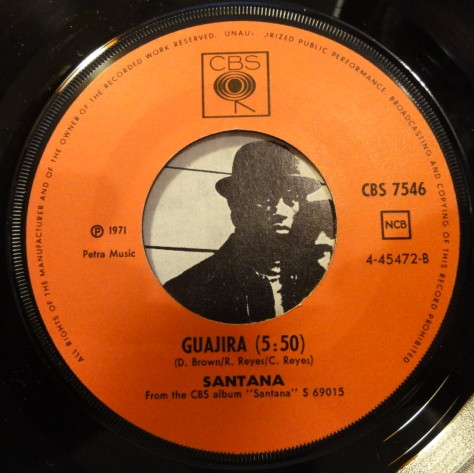 ALL RIGHTS OF THE MANUFACTURER AND OF THE OWNER OF THE RECORDED WORK RESERVED. UNAUTHORIZED PUBLIC PERFORMANCE, BROADCASTING AND COPYING OF THIS RECORD PROHIBITED
CBS
CBS 7546
℗ 1971
NCB
Petra Music
4-45472-B
GUAJIRA (5:50)
(D. Brown/R. Reyes/C. Reyes)
SANTANA
From the CBS album "Santana" S 69015